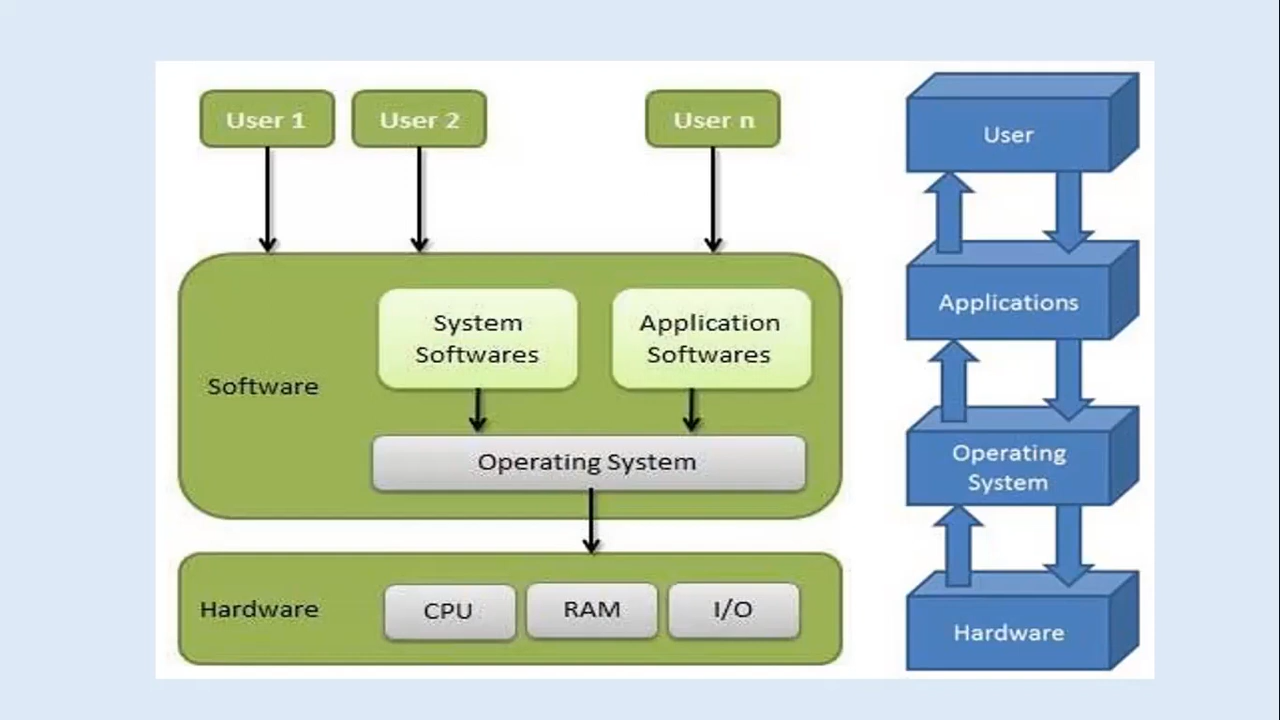 User 1
User 2
User n
Software
System
Softwares
Application
Softwares
Operating System
Hardware
CPU
RAM
I/O
User
Applications
Operating
System
Hardware